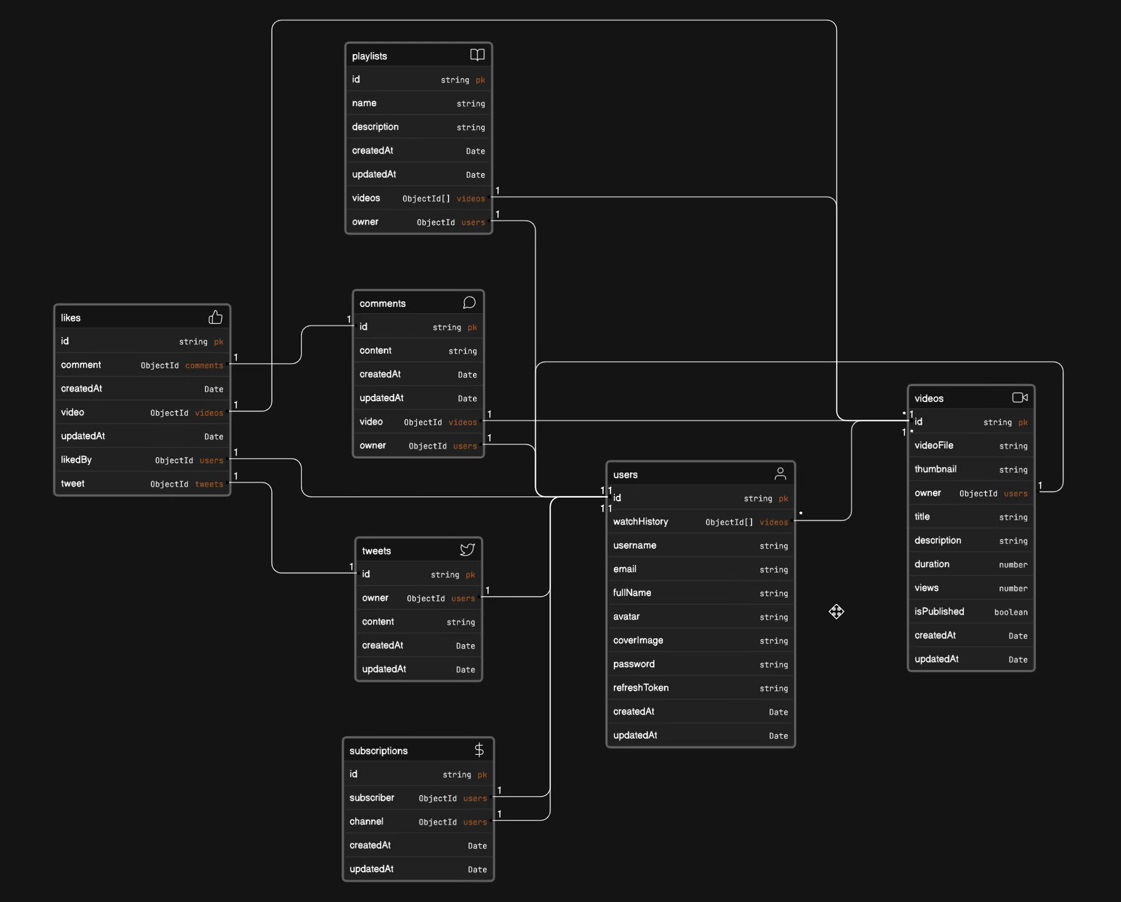 playlists
id string pk
name string
description string
createdAt Date
updatedAt Date
videos ObjectId[] videos 1
owner ObjectId users 1
likes
id string pk
comment ObjectId comments 1
createdAt Date
video ObjectId videos 1
updatedAt Date
likedBy ObjectId users 1
tweet ObjectId tweets 1
comments
1 id string pk
content string
createdAt Date
updatedAt Date
video ObjectId videos 1
owner ObjectId users 1
tweets
1 id string pk
owner ObjectId users 1
content string
createdAt Date
updatedAt Date
subscriptions
id string pk
subscriber ObjectId users 1
channel ObjectId users 1
createdAt Date
updatedAt Date
users
1 1
id string pk
1 1
watchHistory ObjectId[] videos *
username string
email string
fullName string
avatar string
coverImage string
password string
refreshToken string
createdAt Date
updatedAt Date
videos
* 1
id string pk
1 *
videoFile string
thumbnail string
owner ObjectId users 1
title string
description string
duration number
views number
isPublished boolean
createdAt Date
updatedAt Date